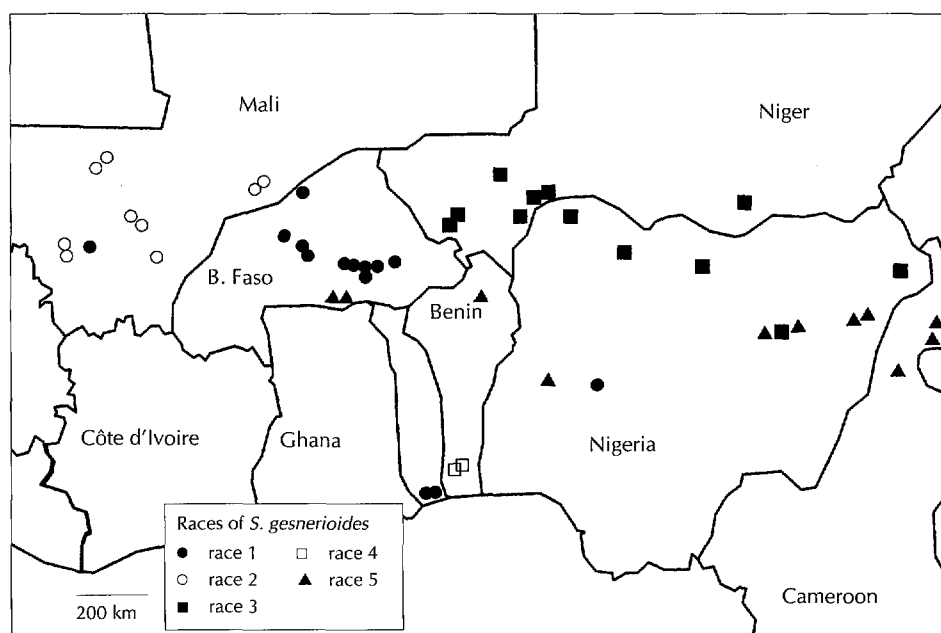 Mali
Niger
B. Faso
Benin
Côte d'Ivoire
Ghana
Nigeria
Cameroon
Races of S. gesnerioides
race 1
race 4
race 2
race 5
race 3
200 km